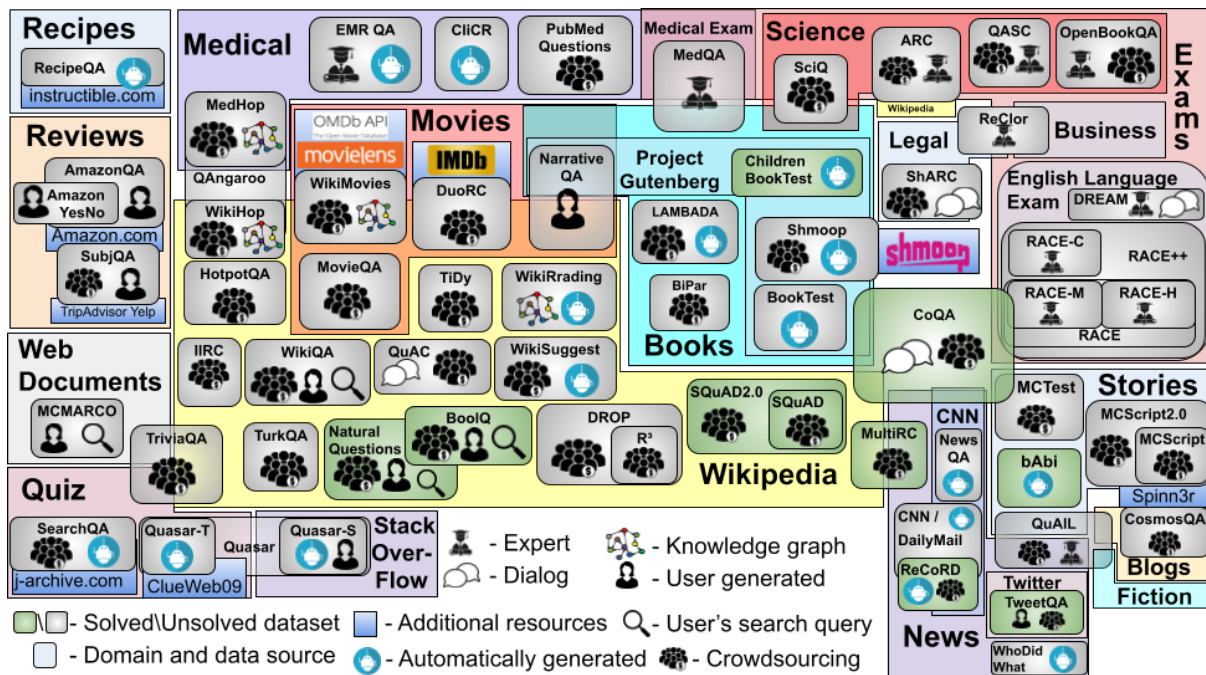 Recipes
RecipeQA
instructible.com
Reviews
AmazonQA
Amazon
YesNo
Amazon.com
SubjQA
TripAdvisor Yelp
Web
Documents
MCMARCO
Quiz
SearchQA
j-archive.com
Quasar-T
Quasar
ClueWeb09
Quasar-S
Stack
Over-
Flow
Medical
EMR QA
CliCR
PubMed
Questions
MedHop
QAngaroo
WikiHop
HotpotQA
Medical Exam
MedQA
Science
SciQ
ARC
Wikipedia
QASC
OpenBookQA
Exams
OMDb API
The Open Movie Database
movielens
Movies
IMDb
WikiMovies
DuoRC
MovieQA
Narrative
QA
Project
Gutenberg
Children
BookTest
LAMBADA
Shmoop
shmoop
BiPar
BookTest
Books
Legal
ShARC
ReClor
Business
English Language
Exam
DREAM
RACE-C
RACE++
RACE-M
RACE-H
RACE
TiDy
WikiRrading
IIRC
WikiQA
QuAC
WikiSuggest
CoQA
TriviaQA
TurkQA
Natural
Questions
BoolQ
DROP
R³
SQuAD2.0
SQuAD
Wikipedia
MultiRC
CNN
News
QA
CNN /
DailyMail
ReCoRD
News
MCTest
Stories
MCScript2.0
MCScript
Spinn3r
bAbi
QuAIL
CosmosQA
Blogs
Fiction
Twitter
TweetQA
WhoDid
What
- Expert
- Knowledge graph
- Dialog
- User generated
\ - Solved\Unsolved dataset
- Additional resources
- User's search query
- Domain and data source
- Automatically generated
- Crowdsourcing